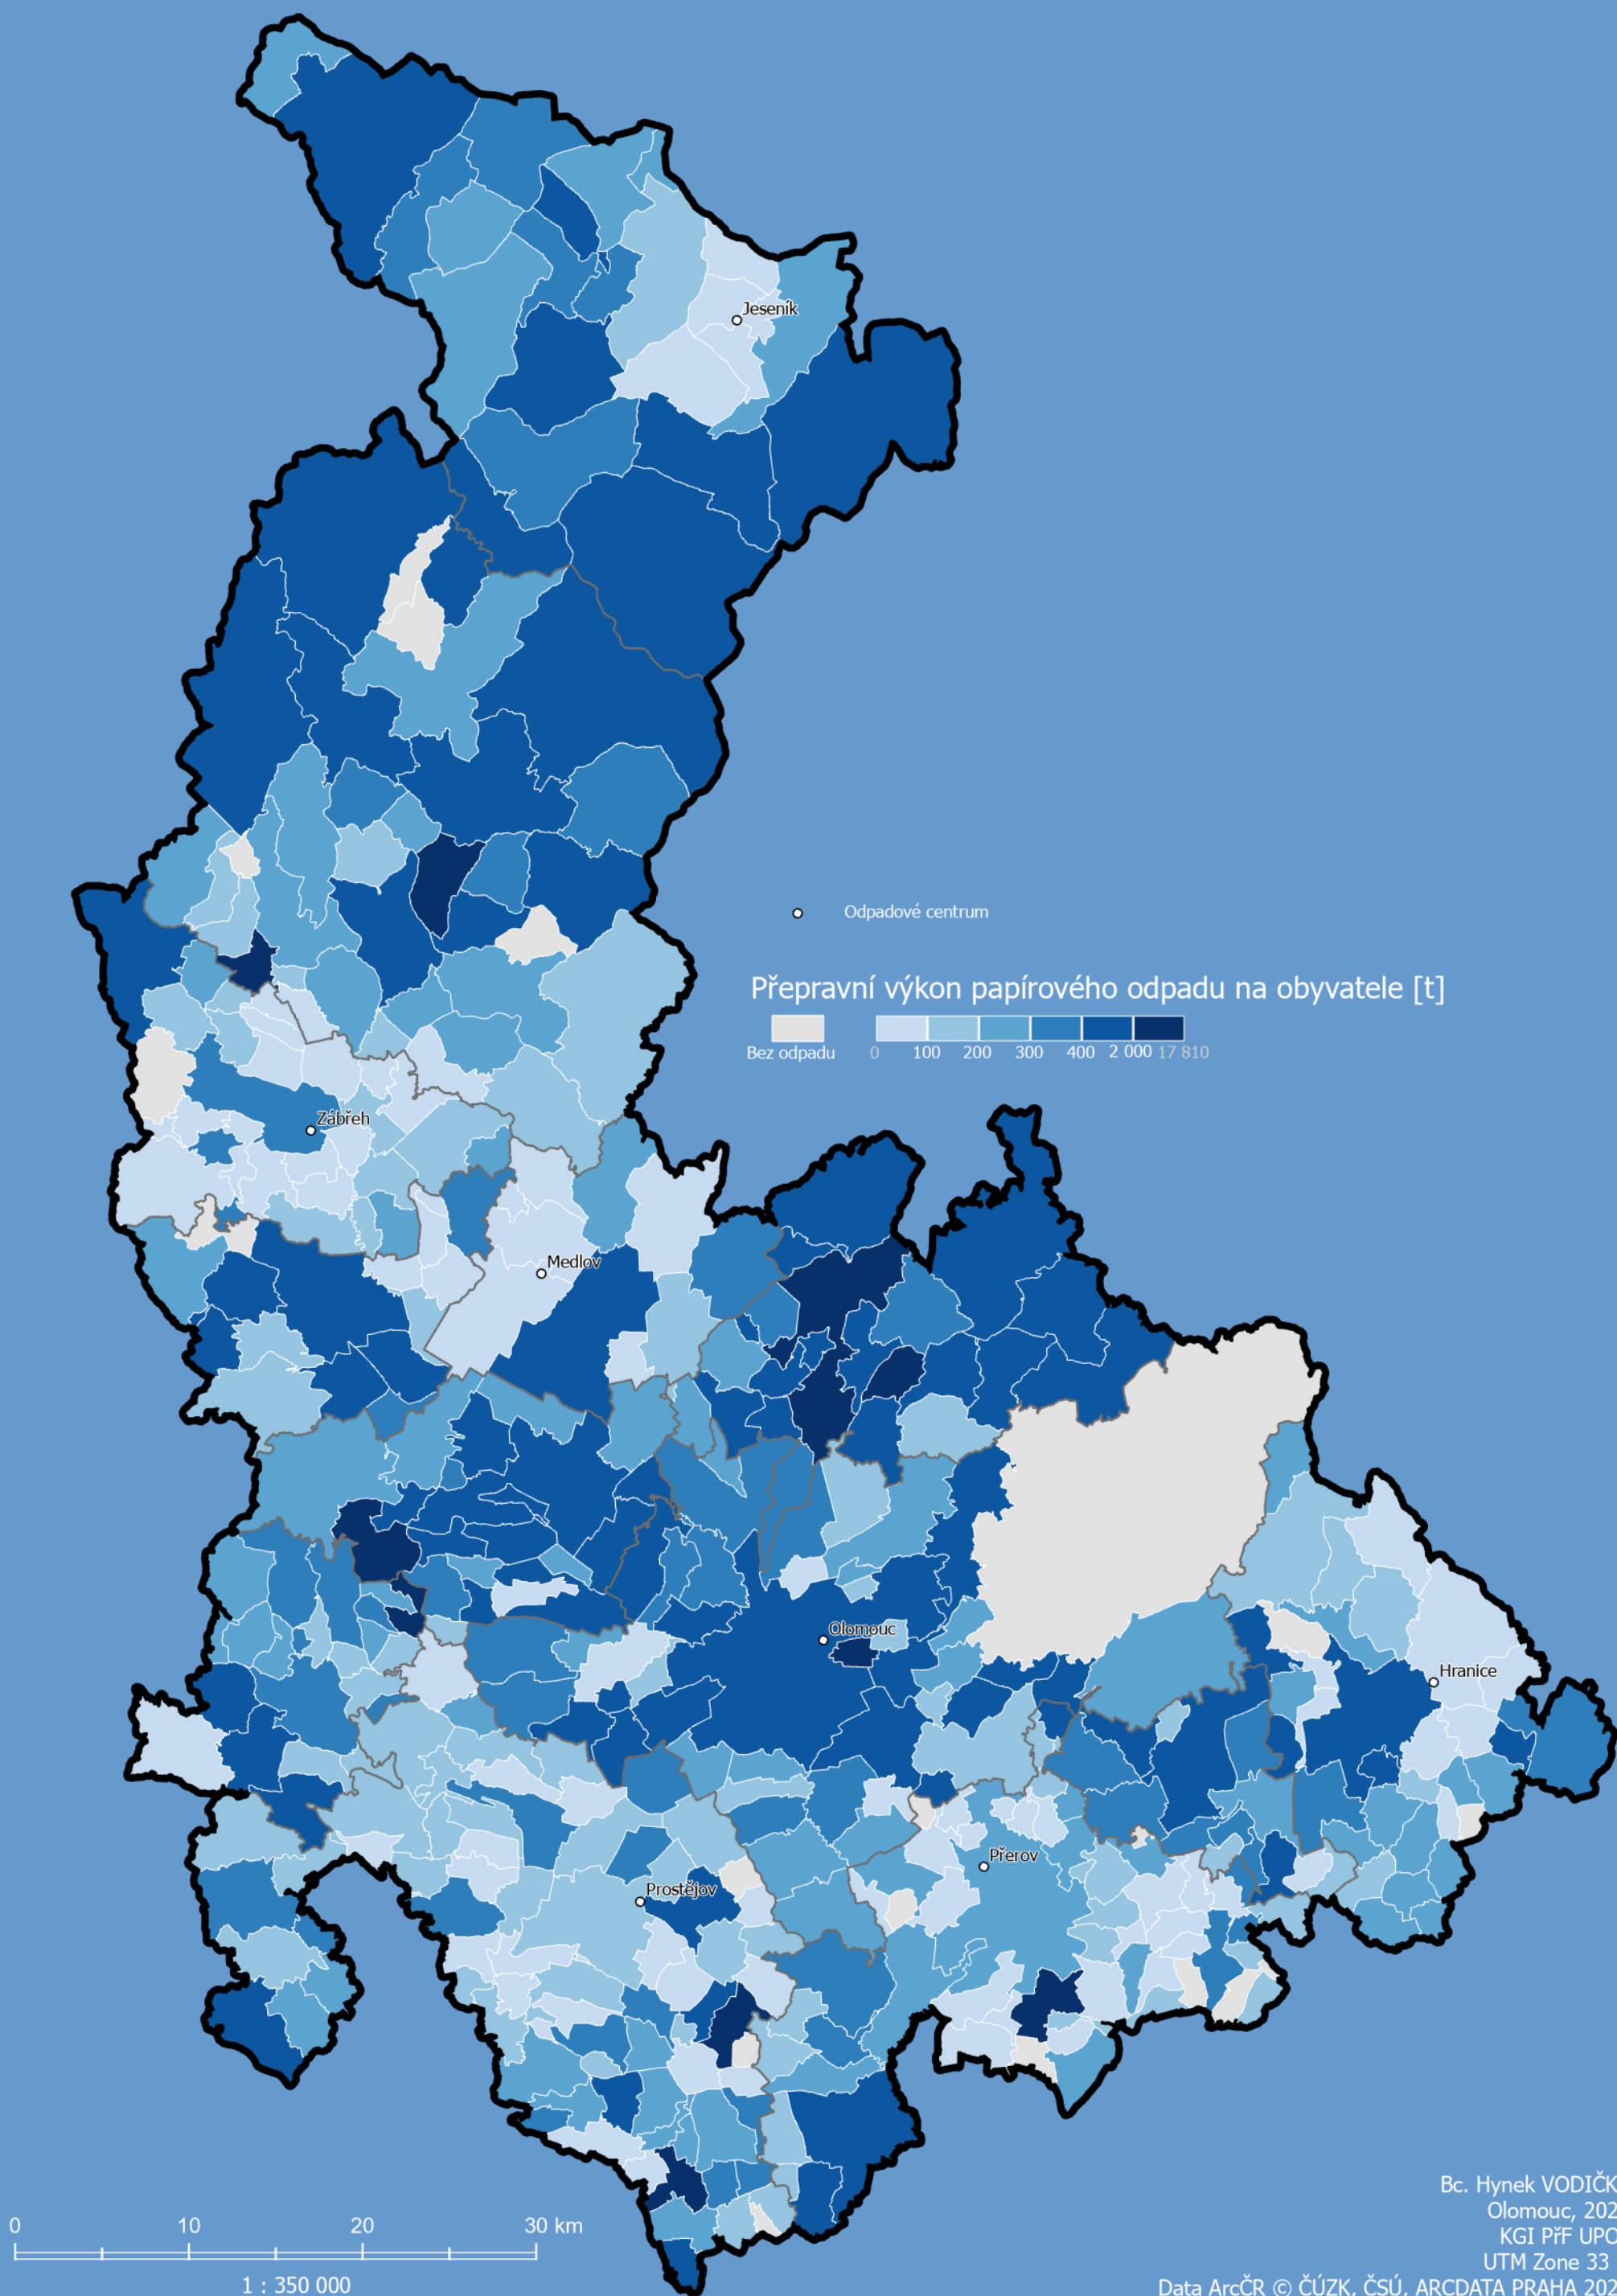 Jeseník
Odpadové centrum
Přepravní výkon papírového odpadu na obyvatele [t]
Bez odpadu
0 100 200 300 400 2 000 17 810
Zábřeh
Medlov
Olomouc
Hranice
Přerov
Prostějov
0 10 20 30 km
1 : 350 000
Bc. Hynek VODIČK
Olomouc, 202
KGI PřF UPO
UTM Zone 33
Data ArcČR © ČÚZK, ČSÚ, ARCDATA PRAHA 202